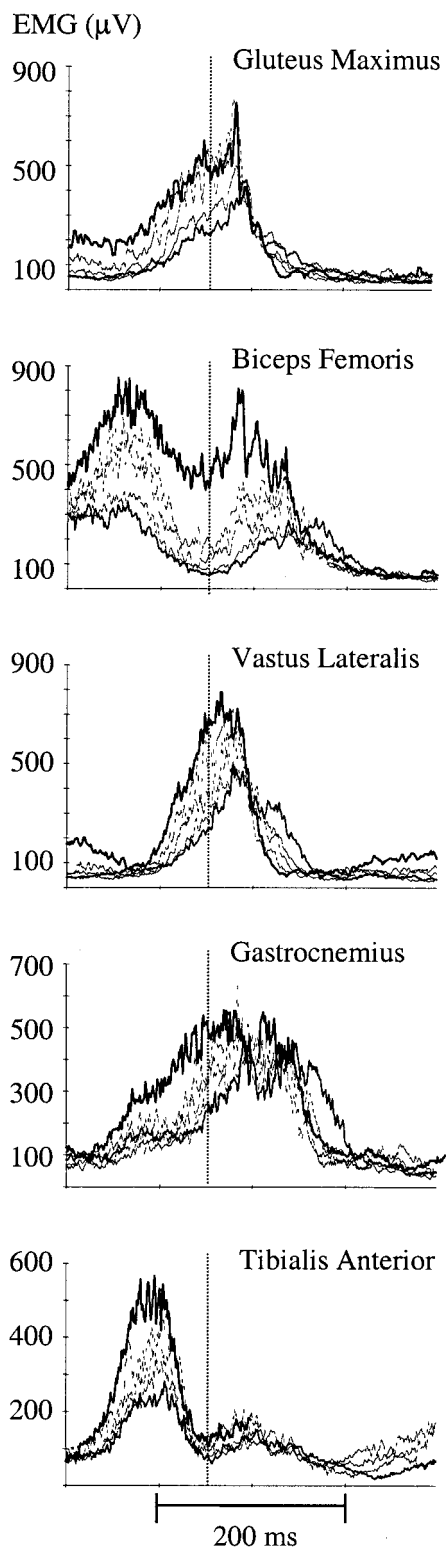 EMG (μV)
Gluteus Maximus
900
500
100
Biceps Femoris
900
500
100
Vastus Lateralis
900
500
100
Gastrocnemius
700
500
300
100
Tibialis Anterior
600
400
200
200 ms